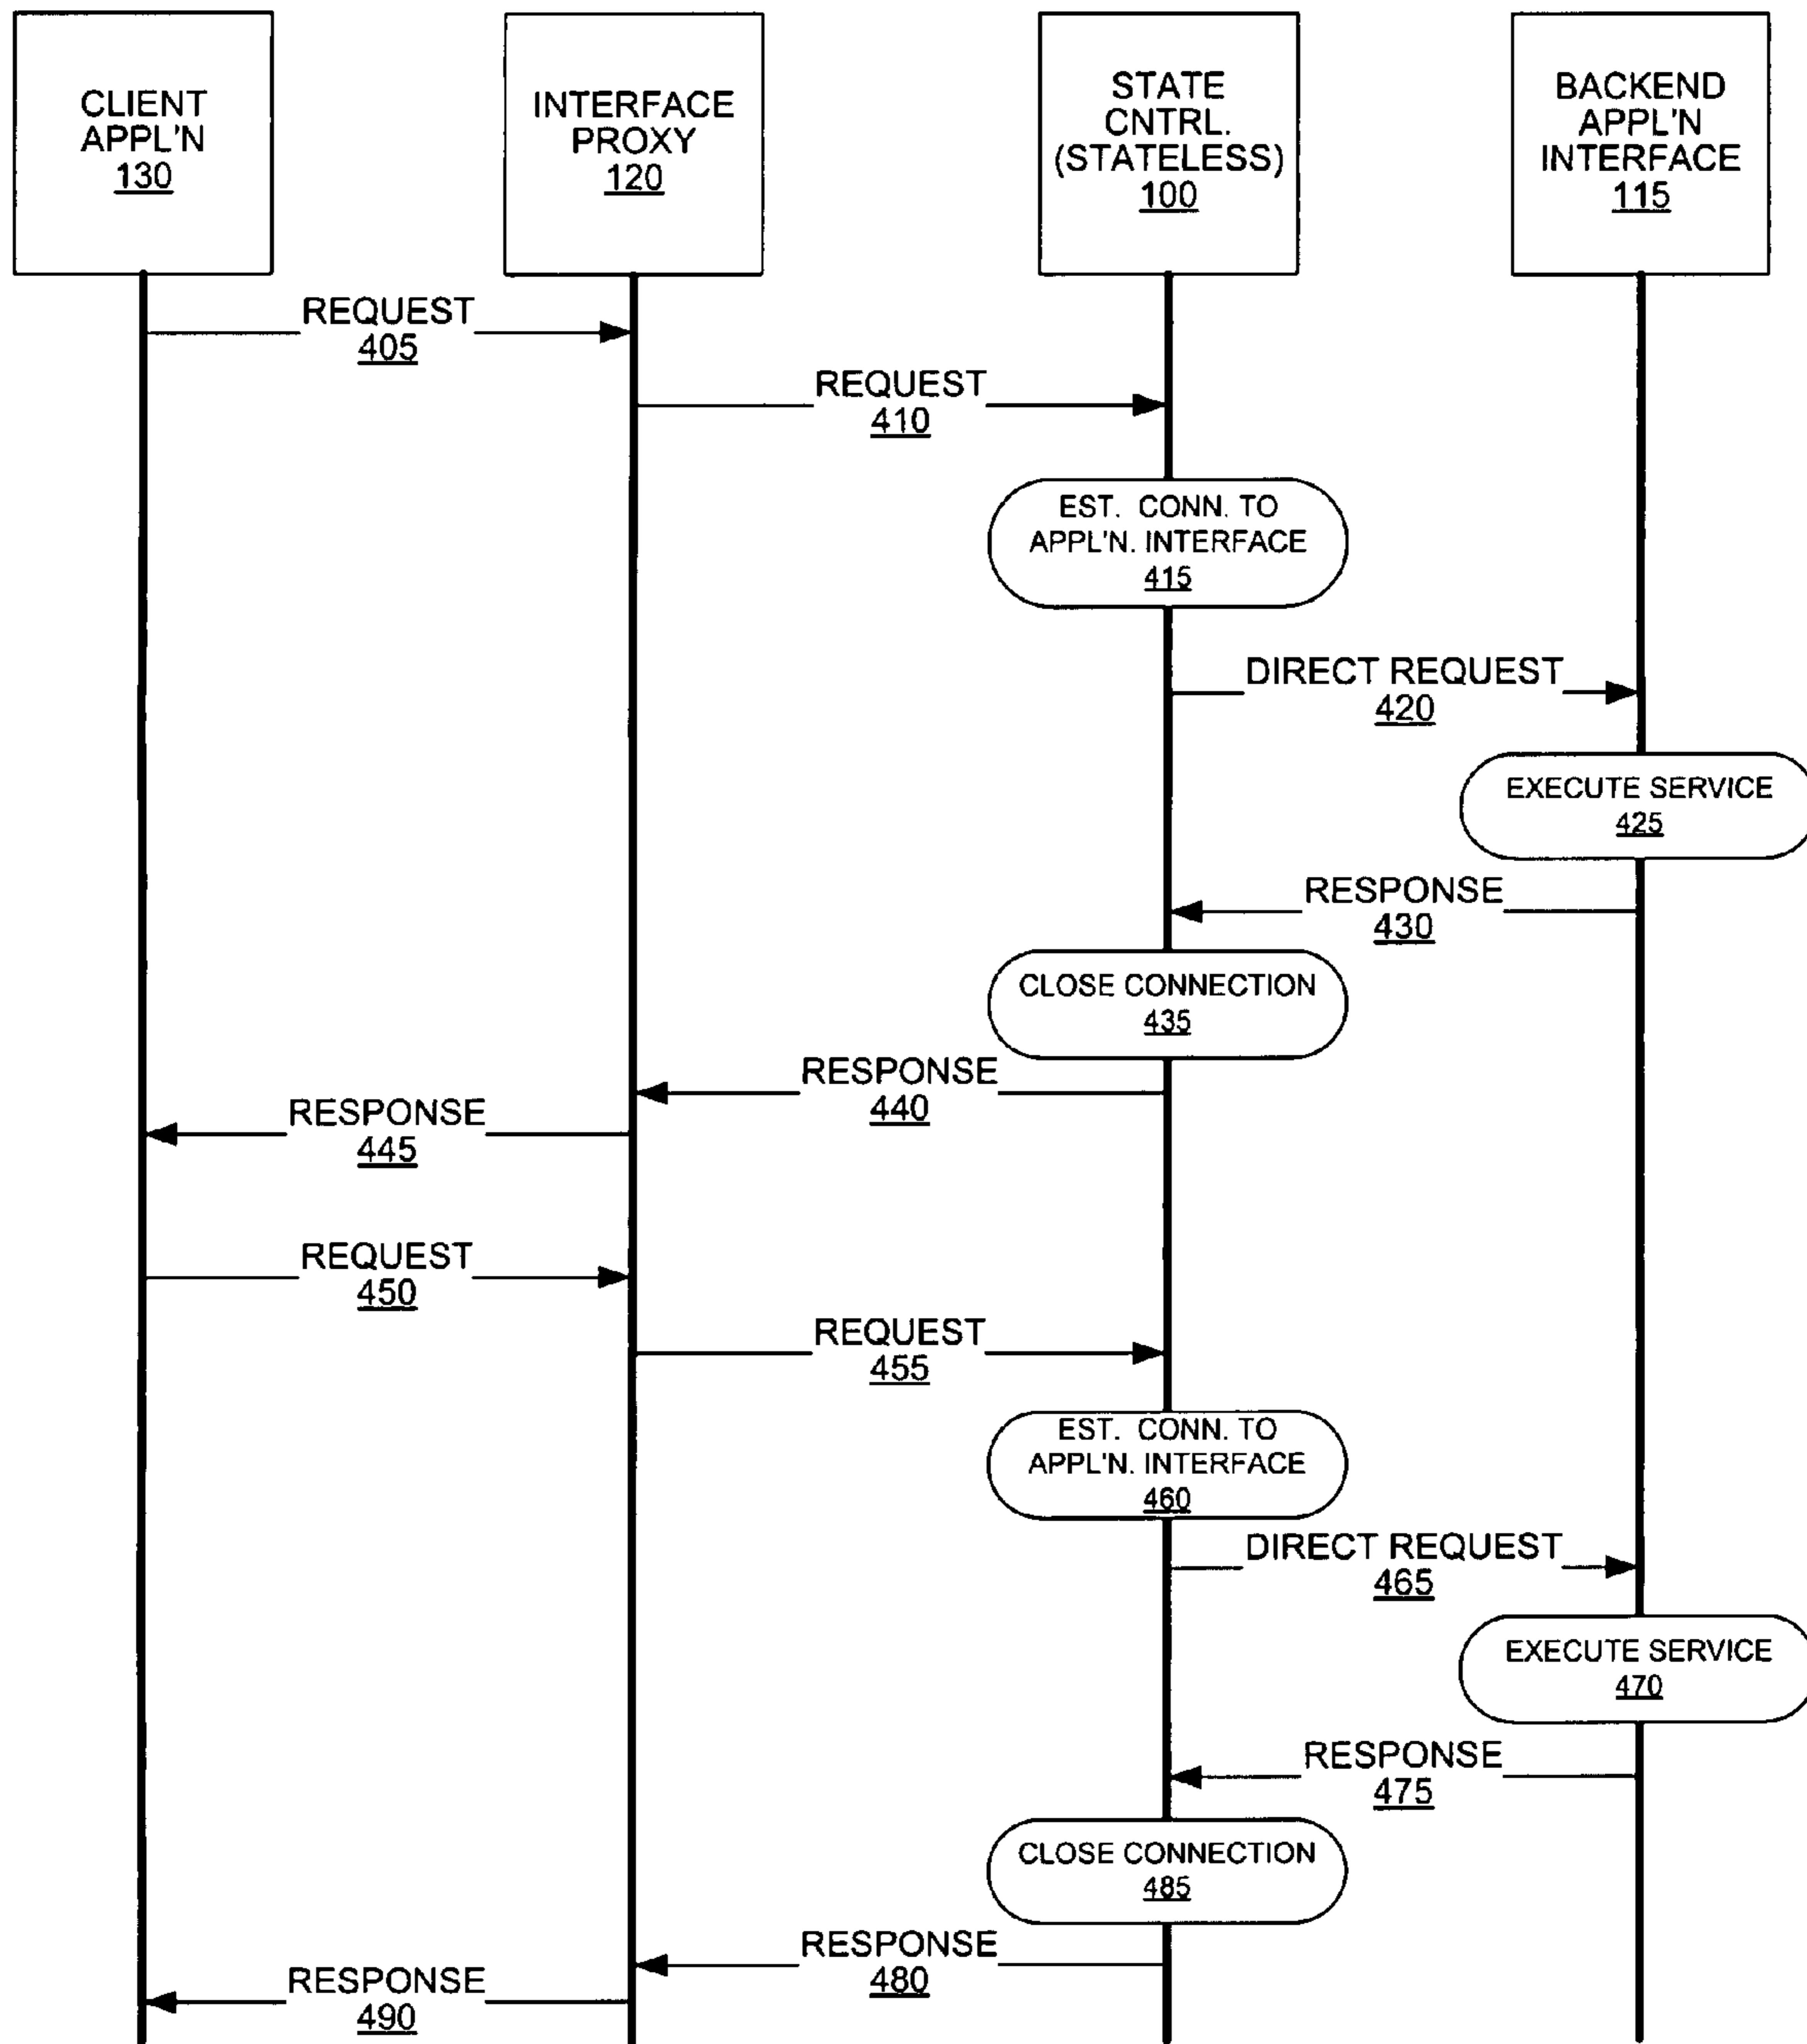 CLIENT
APPL'N
130
INTERFACE
PROXY
120
STATE
CNTRL.
(STATELESS)
100
BACKEND
APPL'N
INTERFACE
115
REQUEST
405
REQUEST
410
EST. CONN. TO
APPL'N. INTERFACE
415
DIRECT REQUEST
420
EXECUTE SERVICE
425
RESPONSE
430
CLOSE CONNECTION
435
RESPONSE
440
RESPONSE
445
REQUEST
450
REQUEST
455
EST. CONN. TO
APPL'N. INTERFACE
460
DIRECT REQUEST
465
EXECUTE SERVICE
470
RESPONSE
475
CLOSE CONNECTION
485
RESPONSE
480
RESPONSE
490